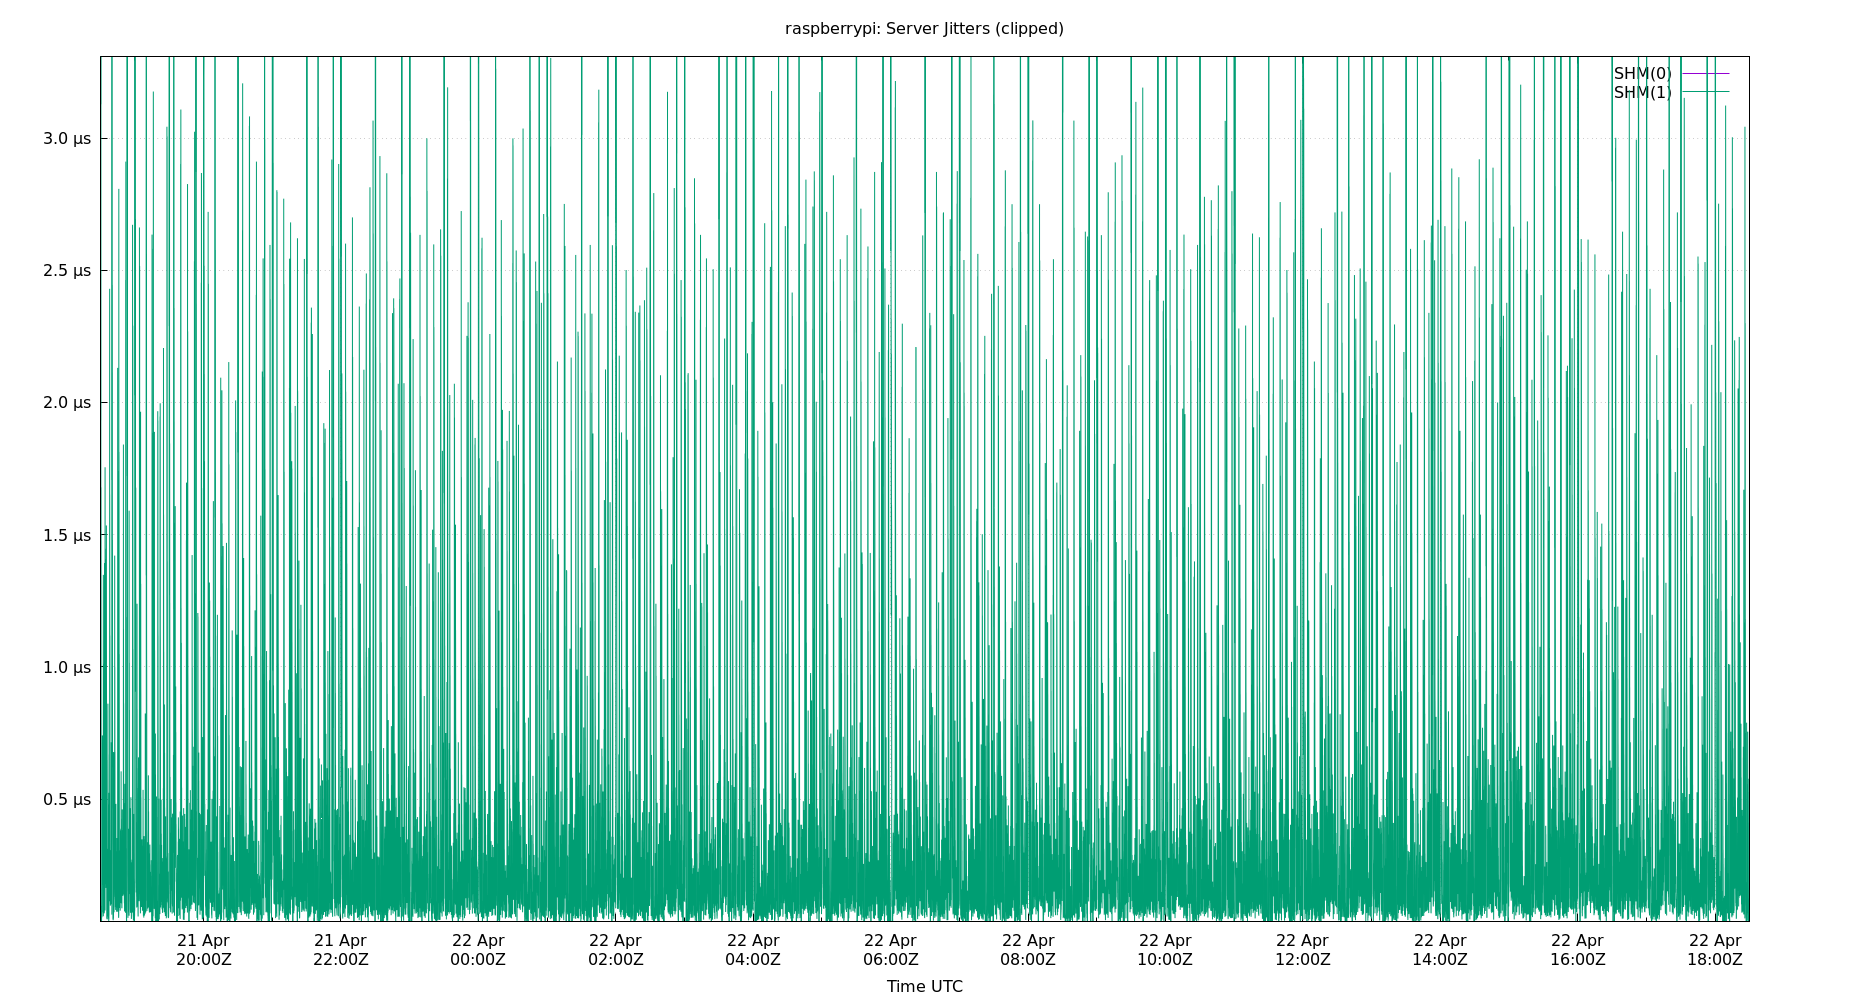 raspberrypi: Server Jitters (clipped)
SHM(0)
SHM(1)
3.0 µs
2.5 µs
2.0 µs
1.5 µs
1.0 µs
0.5 µs
21 Apr 21 Apr 22 Apr 22 Apr 22 Apr 22 Apr 22 Apr 22 Apr 22 Apr 22 Apr 22 Apr 22 Apr
20:00Z 22:00Z 00:00Z 02:00Z 04:00Z 06:00Z 08:00Z 10:00Z 12:00Z 14:00Z 16:00Z 18:00Z
Time UTC